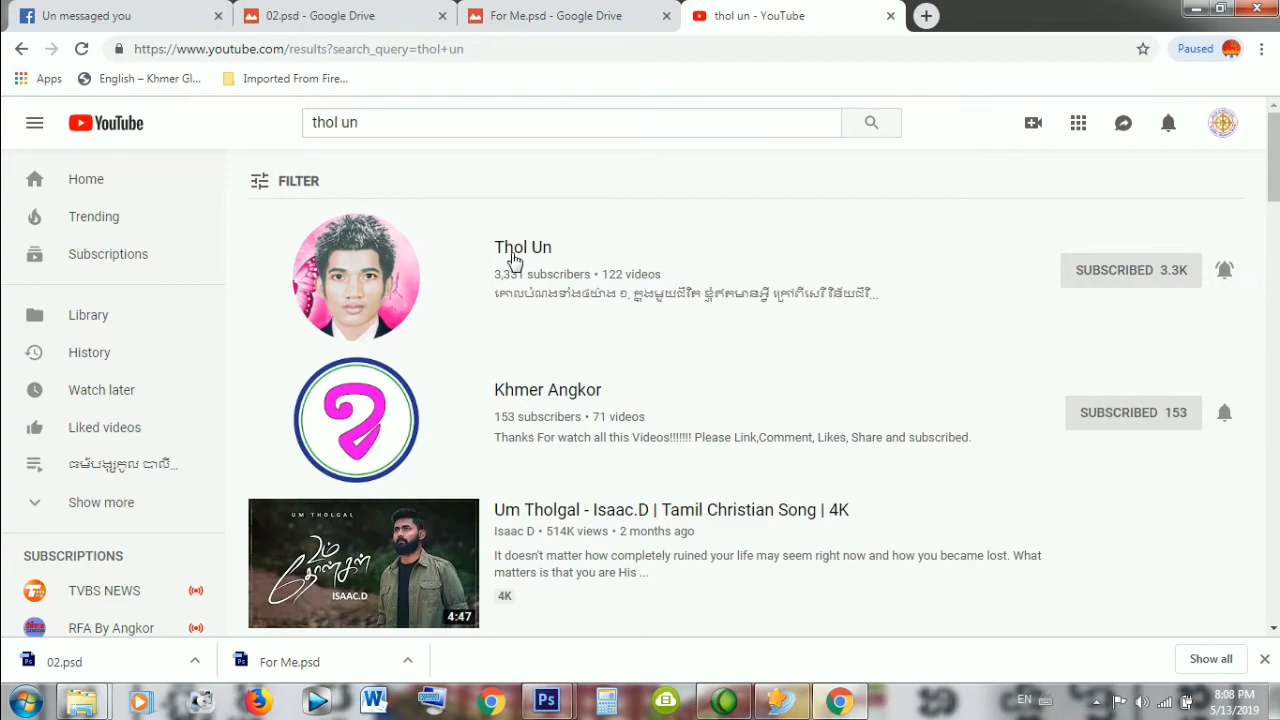 Un messaged you
02.psd - Google Drive
For Me.psd - Google Drive
thol un - YouTube
https://www.youtube.com/results?search_query=thol+un
Paused
Apps
English – Khmer Gl...
Imported From Fire...
YouTube
thol un
Home
Trending
Subscriptions
Library
History
Watch later
Liked videos
Show more
SUBSCRIPTIONS
TVBS NEWS
RFA By Angkor
FILTER
Thol Un
subscribers • 122 videos
SUBSCRIBED 3.3K
Khmer Angkor
153 subscribers • 71 videos
Thanks For watch all this Videos!!!!!!! Please Link,Comment, Likes, Share and subscribed.
SUBSCRIBED 153
UM THOLGAL
உம் தோள்கள்
ISAAC.D
4:47
Um Tholgal - Isaac.D | Tamil Christian Song | 4K
Isaac D • 514K views • 2 months ago
It doesn't matter how completely ruined your life may seem right now and how you became lost. What
matters is that you are His ...
4K
02.psd
For Me.psd
Show all
EN
8:08 PM
5/13/2019